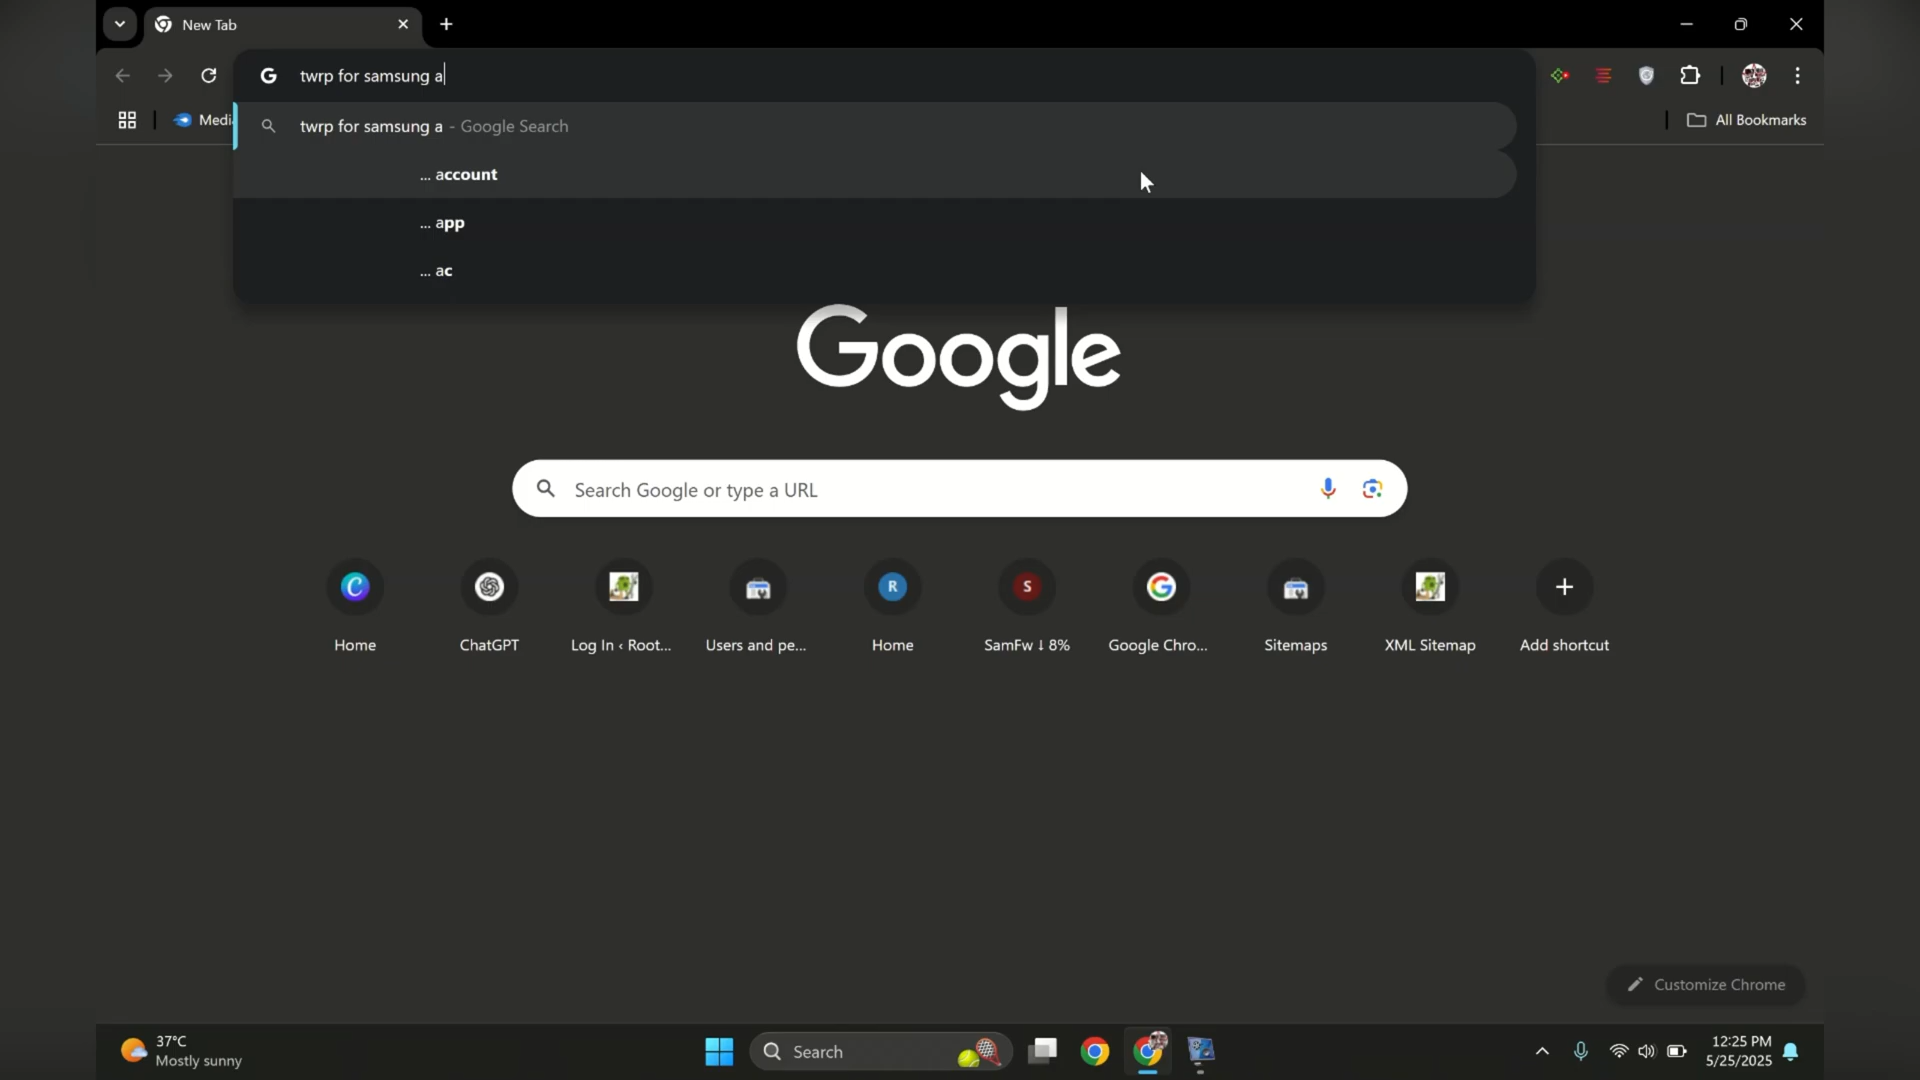 New Tab
twrp for samsung a
Media
twrp for samsung a - Google Search
... account
... app
... ac
All Bookmarks
Google
Search Google or type a URL
Home
ChatGPT
Log In ‹ Root...
Users and pe...
R
Home
S
SamFw ↓ 8%
Google Chro...
Sitemaps
XML Sitemap
Add shortcut
Customize Chrome
37°C
Mostly sunny
Search
12:25 PM
5/25/2025